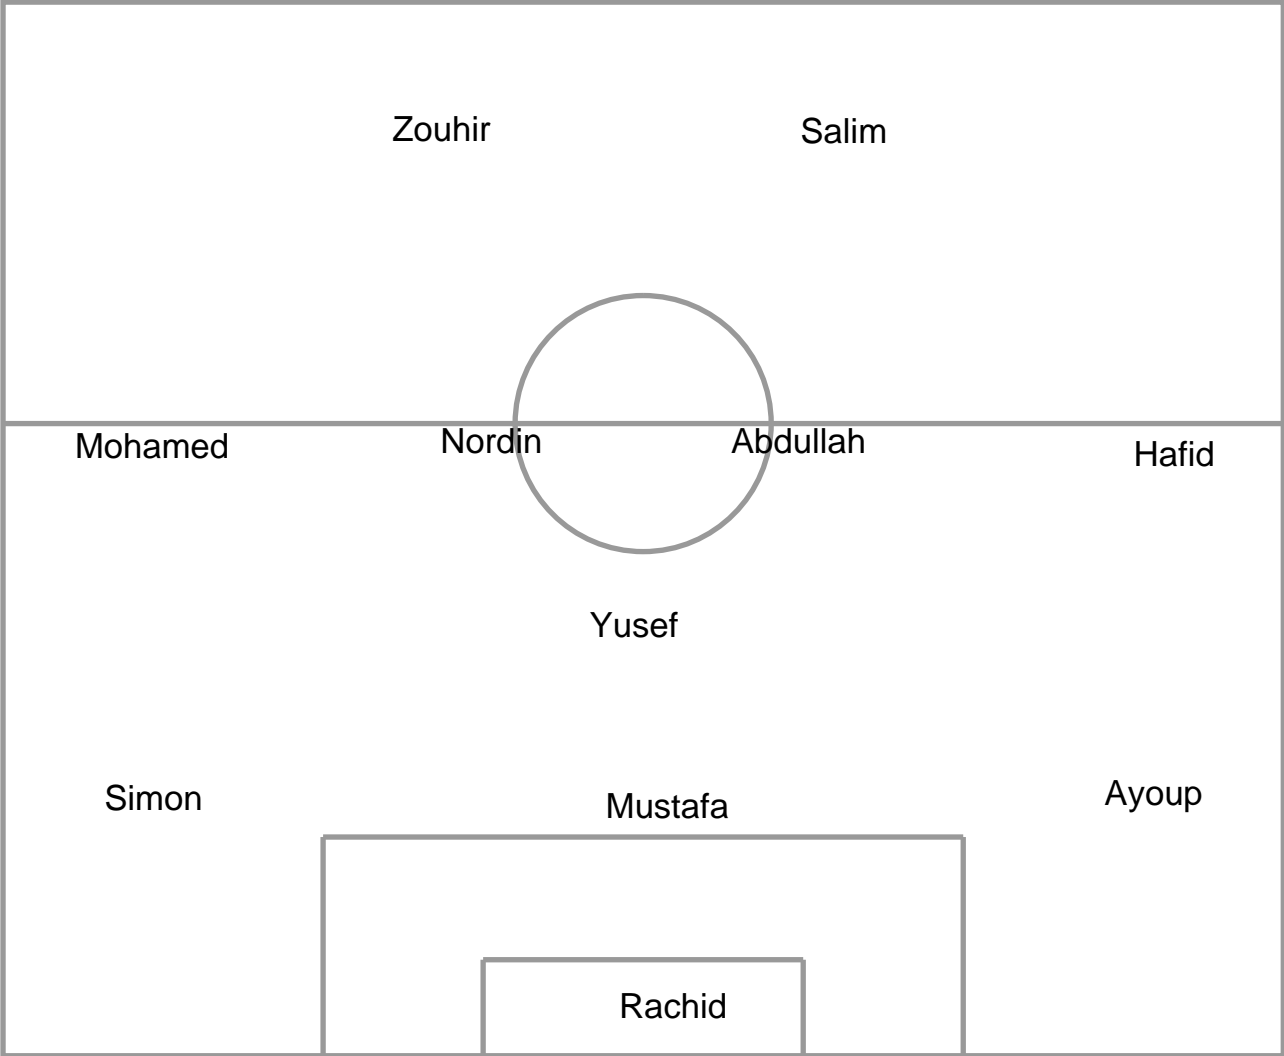 Zouhir
Salim
Mohamed
Nordin
Abdullah
Hafid
Yusef
Simon
Mustafa
Ayoup
Rachid